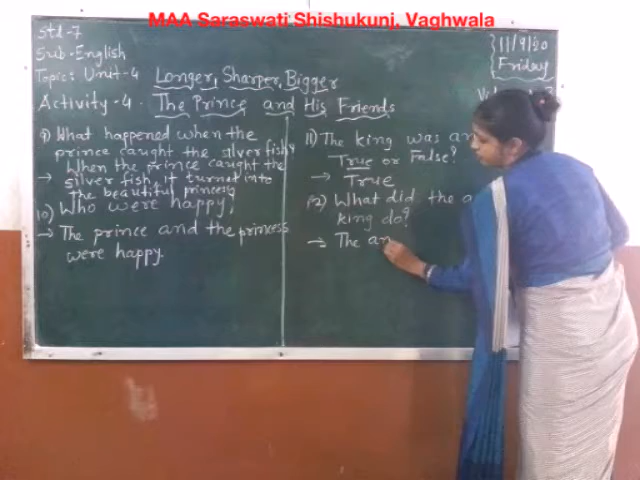 MAA Saraswati Shishukunj, Vaghwala
Std-7
Sub-English
Topic: Unit-4 Longer, Sharper, Bigger
Activity-4. The Prince and His Friends
11/9/20
Friday
9) What happened when the
prince caught the silver fish?
→ When the prince caught the
silver fish, it turnet into
the beautiful princess
10) Who were happy?
→ The prince and the princess
were happy.
11) The king was an
True or False?
→ True
12) What did the a
king do?
→ The an